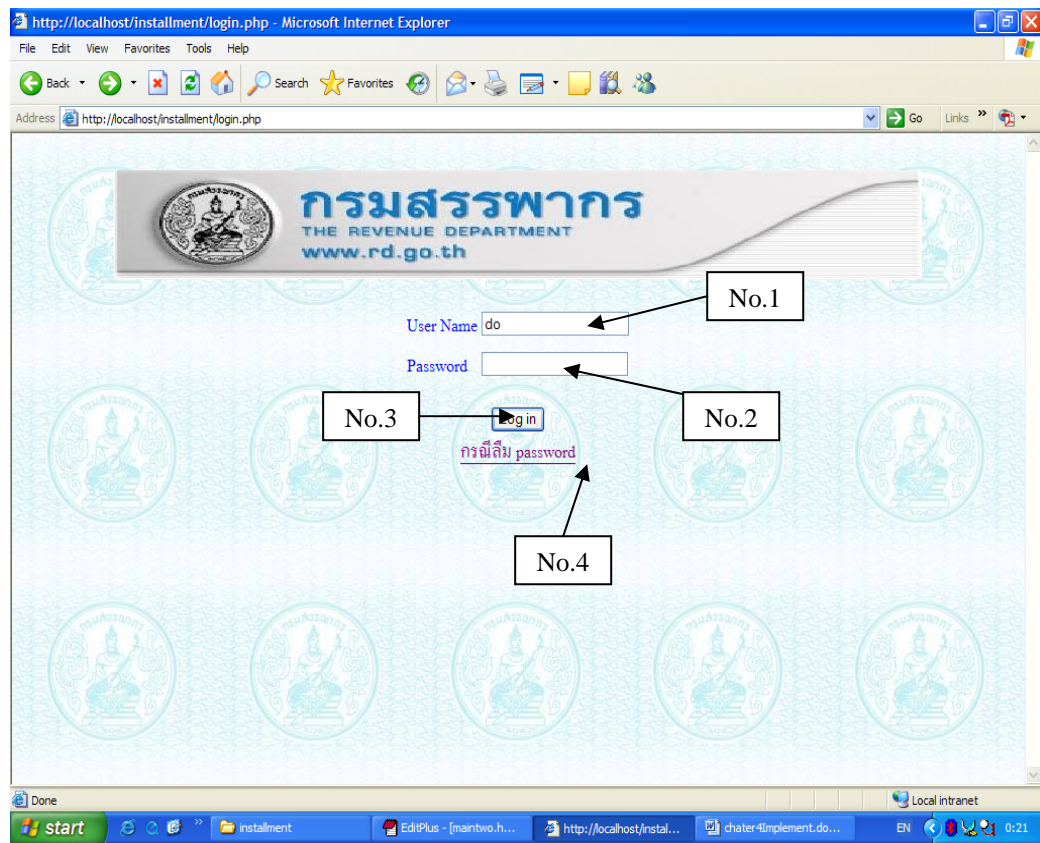 http://localhost/installment/login.php - Microsoft Internet Explorer
File Edit View Favorites Tools Help
Back Search Favorites
Address http://localhost/installment/login.php Go Links »
กรมสรรพากร
THE REVENUE DEPARTMENT
www.rd.go.th
No.1
User Name do
Password
No.3 Log in No.2
กรณีลืม password
No.4
Done Local intranet
start » installment EditPlus - [maintwo.h... http://localhost/instal... chater4Implement.do... EN 0:21